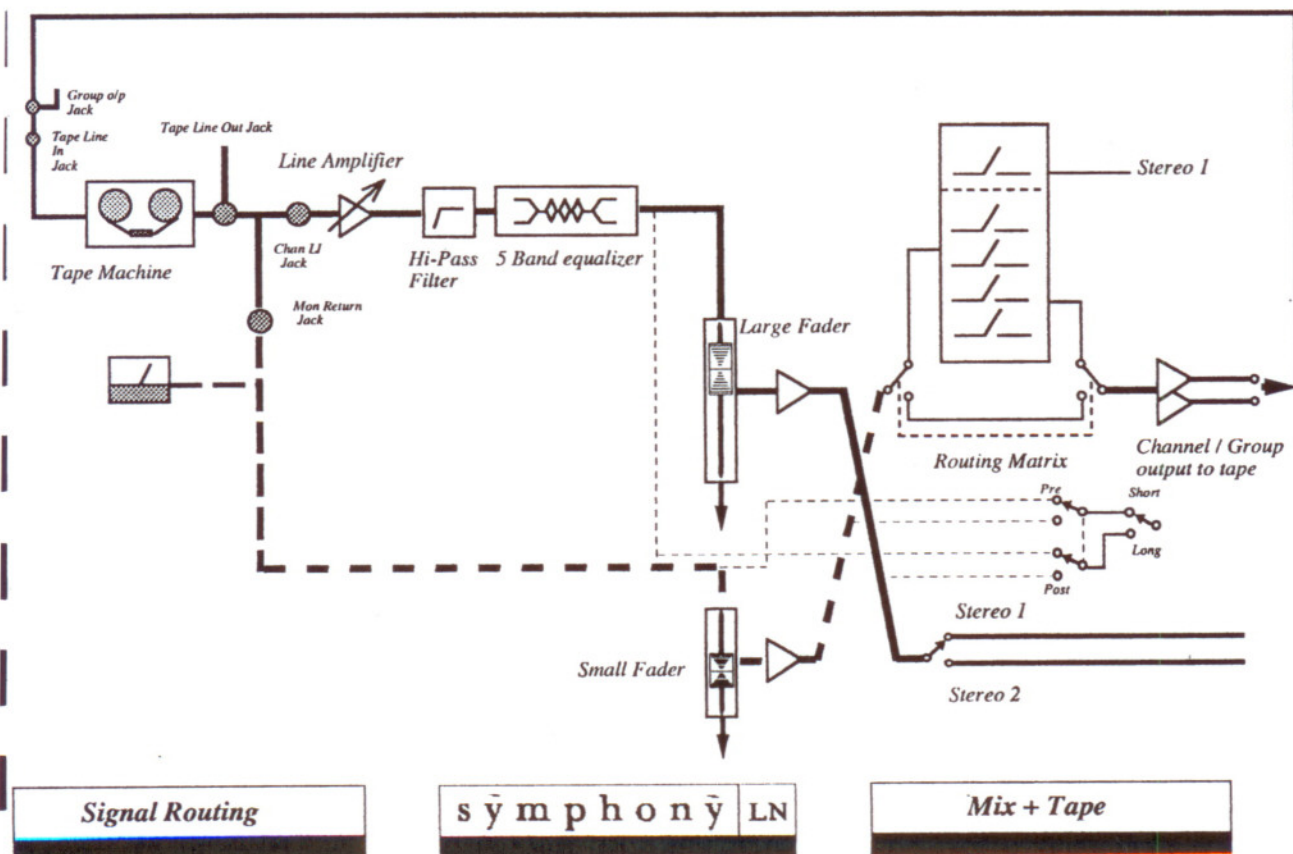 Group o/p
Jack
Tape Line
In
Jack
Tape Line Out Jack
Line Amplifier
Stereo 1
Tape Machine
Chan LI
Jack
Hi-Pass
Filter
5 Band equalizer
Mon Return
Jack
Large Fader
Routing Matrix
Channel / Group
output to tape
Pre
Short
Long
Post
Stereo 1
Small Fader
Stereo 2
Signal Routing
sȳmphonȳ LN
Mix + Tape